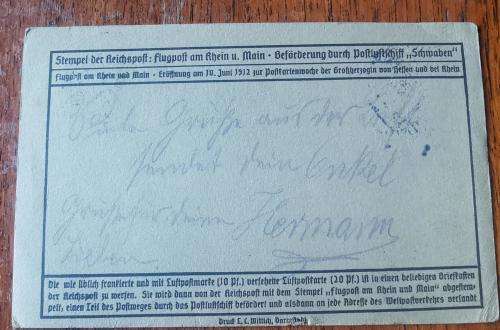 Stempel der Reichspost: Flugpost am Rhein u. Main · Beförderung durch Postluftschiff „Schwaben“
Flugpost am Rhein und Main · Eröffnung am 10. Juni 1912 zur Postkartenwoche der Großherzogin von Hessen und bei Rhein
Grüße aus der
sendet dein Onkel
Hermann
Die wie üblich frankierte und mit Luftpostmarke (10 Pf.) versehene Luftpostkarte (20 Pf.) ist in einen beliebigen Briefkasten
der Reichspost zu werfen. Sie wird dann von der Reichspost mit dem Stempel „Flugpost am Rhein und Main“ abgestem-
pelt, einen Teil des Postweges durch das Postluftschiff befördert und alsdann an jede Adresse des Weltpostverkehrs versandt.
Druck E. C. Wittich, Darmstadt